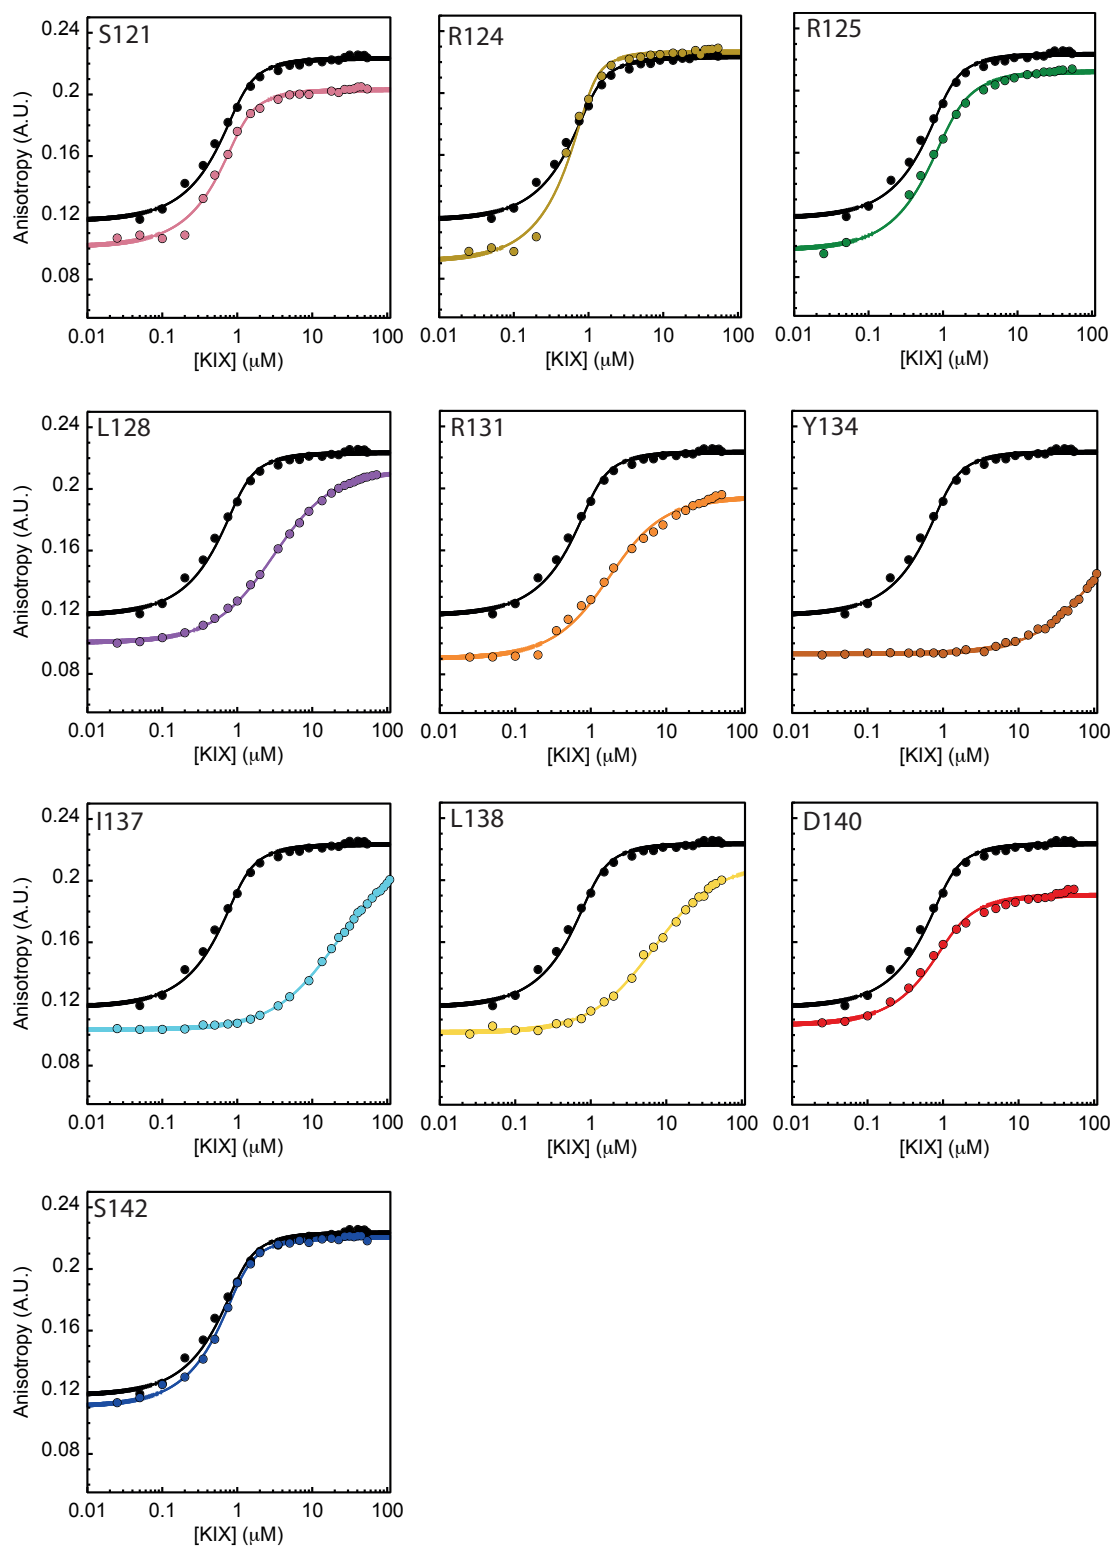 S121
R124
R125
0.24
0.2
0.16
0.12
0.08
Anisotropy (A.U.)
0.01 0.1 1 10 100
0.01 0.1 1 10 100
0.01 0.1 1 10 100
[KIX] (μM)
[KIX] (μM)
[KIX] (μM)
L128
R131
Y134
0.24
0.2
0.16
0.12
0.08
Anisotropy (A.U.)
0.01 0.1 1 10 100
0.01 0.1 1 10 100
0.01 0.1 1 10 100
[KIX] (μM)
[KIX] (μM)
[KIX] (μM)
I137
L138
D140
0.24
0.2
0.16
0.12
0.08
Anisotropy (A.U.)
0.01 0.1 1 10 100
0.01 0.1 1 10 100
0.01 0.1 1 10 100
[KIX] (μM)
[KIX] (μM)
[KIX] (μM)
S142
0.24
0.2
0.16
0.12
0.08
Anisotropy (A.U.)
0.01 0.1 1 10 100
[KIX] (μM)